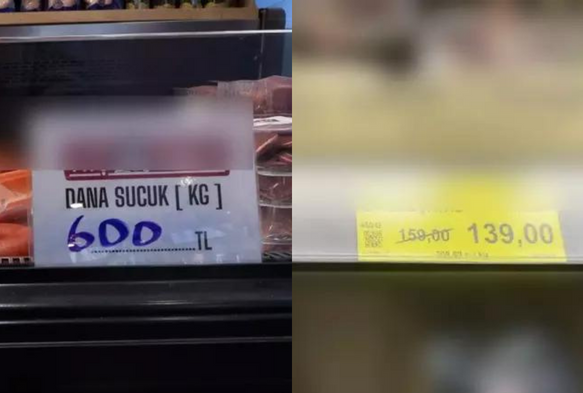 DANA SUCUK [ KG ]
600 TL
159,00 139,00